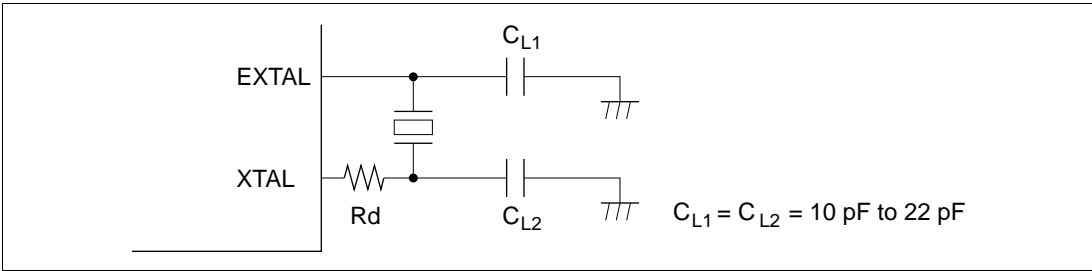 C_L1
EXTAL
XTAL
Rd
C_L2
C_L1 = C_L2 = 10 pF to 22 pF